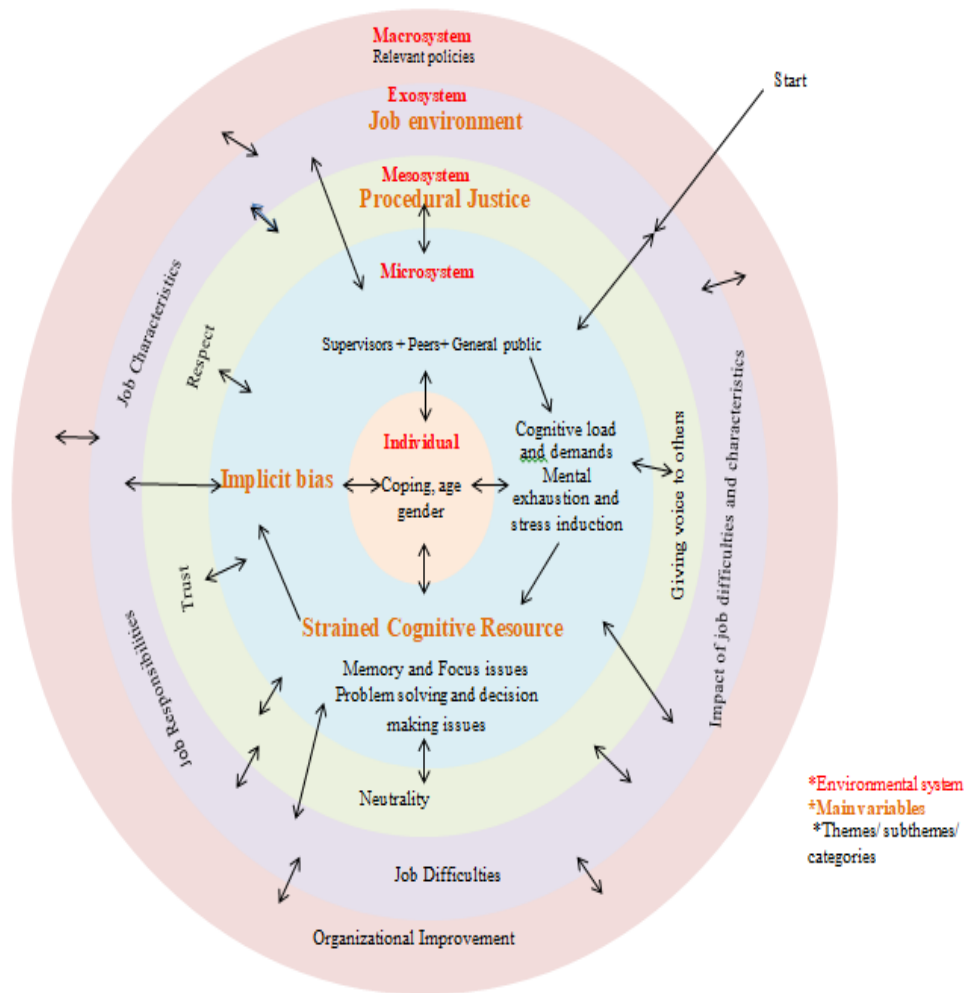 Macrosystem
Relevant policies
Start
Exosystem
Job environment
Mesosystem
Procedural Justice
Microsystem
Job Characteristics
Respect
Supervisors + Peers+ General public
Individual
Coping, age
gender
Cognitive load
and demands
Mental
exhaustion and
stress induction
Implicit bias
Giving voice to others
Impact of job difficulties and characteristics
Trust
Job Responsibilities
Strained Cognitive Resource
Memory and Focus issues
Problem solving and decision
making issues
Neutrality
Job Difficulties
Organizational Improvement
*Environmental system
*Main variables
*Themes/ subthemes/
categories